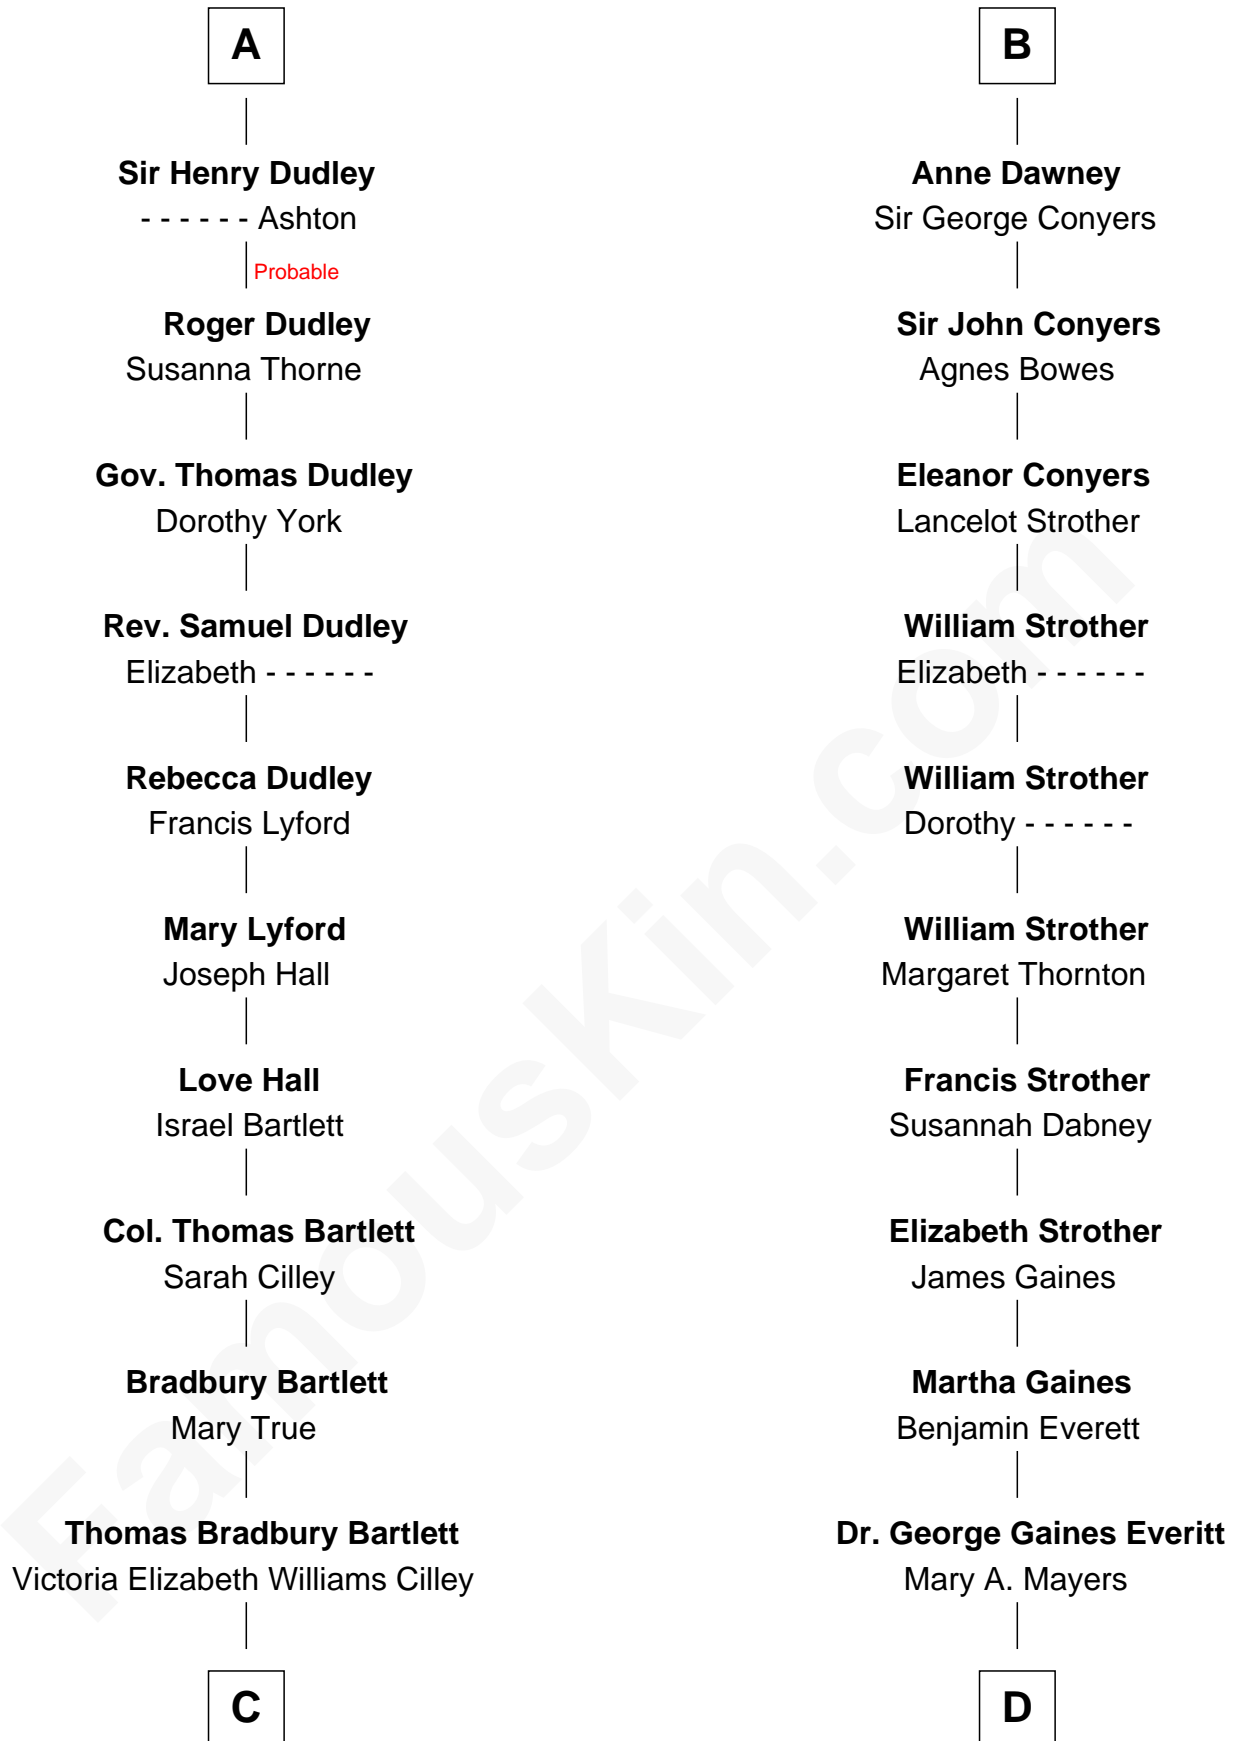 A
Sir Henry Dudley
- - - - - - Ashton
Probable
Roger Dudley
Susanna Thorne
Gov. Thomas Dudley
Dorothy York
Rev. Samuel Dudley
Elizabeth - - - - - -
Rebecca Dudley
Francis Lyford
Mary Lyford
Joseph Hall
Love Hall
Israel Bartlett
Col. Thomas Bartlett
Sarah Cilley
Bradbury Bartlett
Mary True
Thomas Bradbury Bartlett
Victoria Elizabeth Williams Cilley
C
B
Anne Dawney
Sir George Conyers
Sir John Conyers
Agnes Bowes
Eleanor Conyers
Lancelot Strother
William Strother
Elizabeth - - - - - -
William Strother
Dorothy - - - - - -
William Strother
Margaret Thornton
Francis Strother
Susannah Dabney
Elizabeth Strother
James Gaines
Martha Gaines
Benjamin Everett
Dr. George Gaines Everitt
Mary A. Mayers
D
FamousKin.com